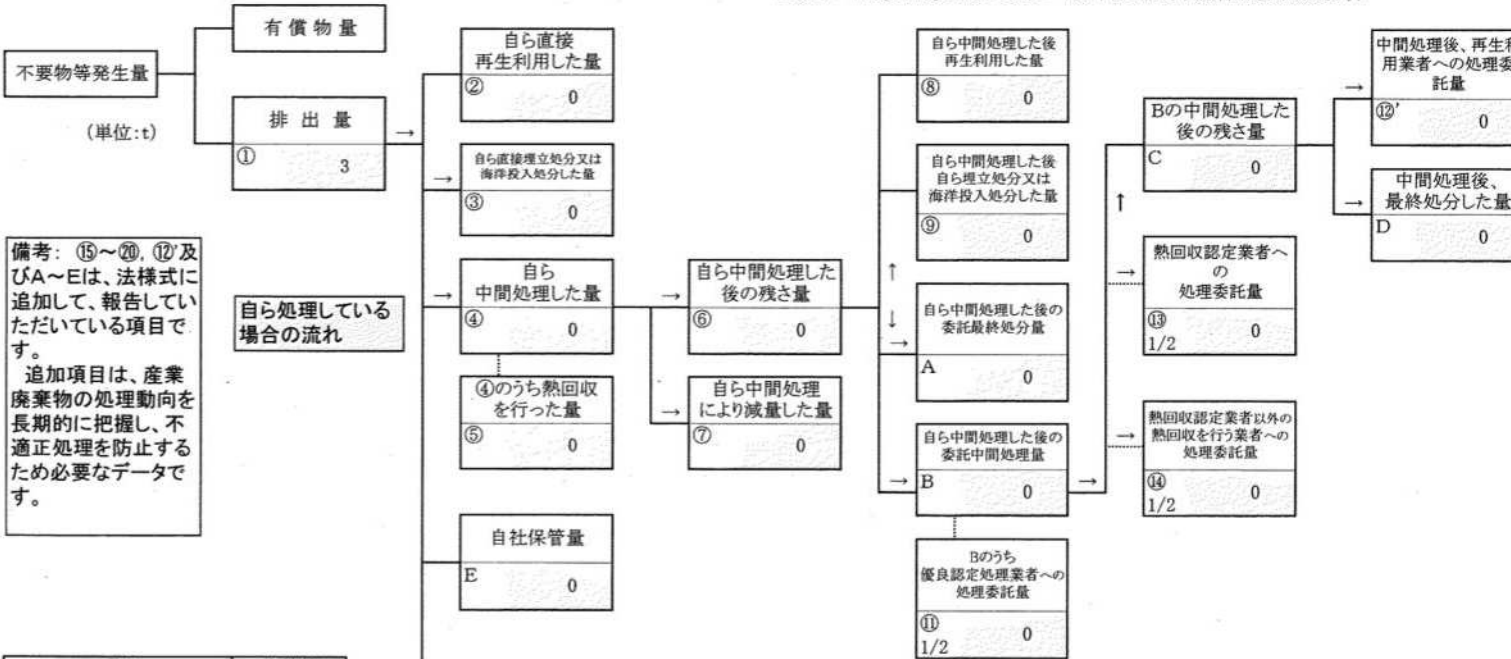 不要物等発生量
(単位:t)
有償物量
排出量
①
3
→
備考: ⑮～⑳, ⑫'及
びA～Eは、法様式に
追加して、報告してい
ただいている項目で
す。
追加項目は、産業
廃棄物の処理動向を
長期的に把握し、不
適正処理を防止する
ため必要なデータで
す。
自ら処理している
場合の流れ
自ら直接
再生利用した量
②
0
→
自ら直接埋立処分又は
海洋投入処分した量
③
0
→
自ら
中間処理した量
④
0
④のうち熱回収
を行った量
⑤
0
自社保管量
E
0
→
自ら中間処理した
後の残さ量
⑥
0
→
自ら中間処理
により減量した量
⑦
0
自ら中間処理した後
再生利用した量
⑧
0
自ら中間処理した後
自ら埋立処分又は
海洋投入処分した量
⑨
0
↑
↓
→
自ら中間処理した後の
委託最終処分量
A
0
自ら中間処理した後の
委託中間処理量
→
B
0
→
Bのうち
優良認定処理業者への
処理委託量
⑪
1/2
0
→
Bの中間処理した
後の残さ量
C
0
↑
→
熱回収認定業者へ
の
処理委託量
⑬
1/2
0
→
熱回収認定業者以外の
熱回収を行う業者への
処理委託量
⑭
1/2
0
→
中間処理後、再生利
用業者への処理委
託量
⑫'
0
→
中間処理後、
最終処分した量
D
0